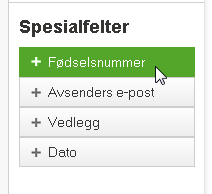 Spesialfelter
+ Fødselsnummer
+ Avsenders e-post
+ Vedlegg
+ Dato